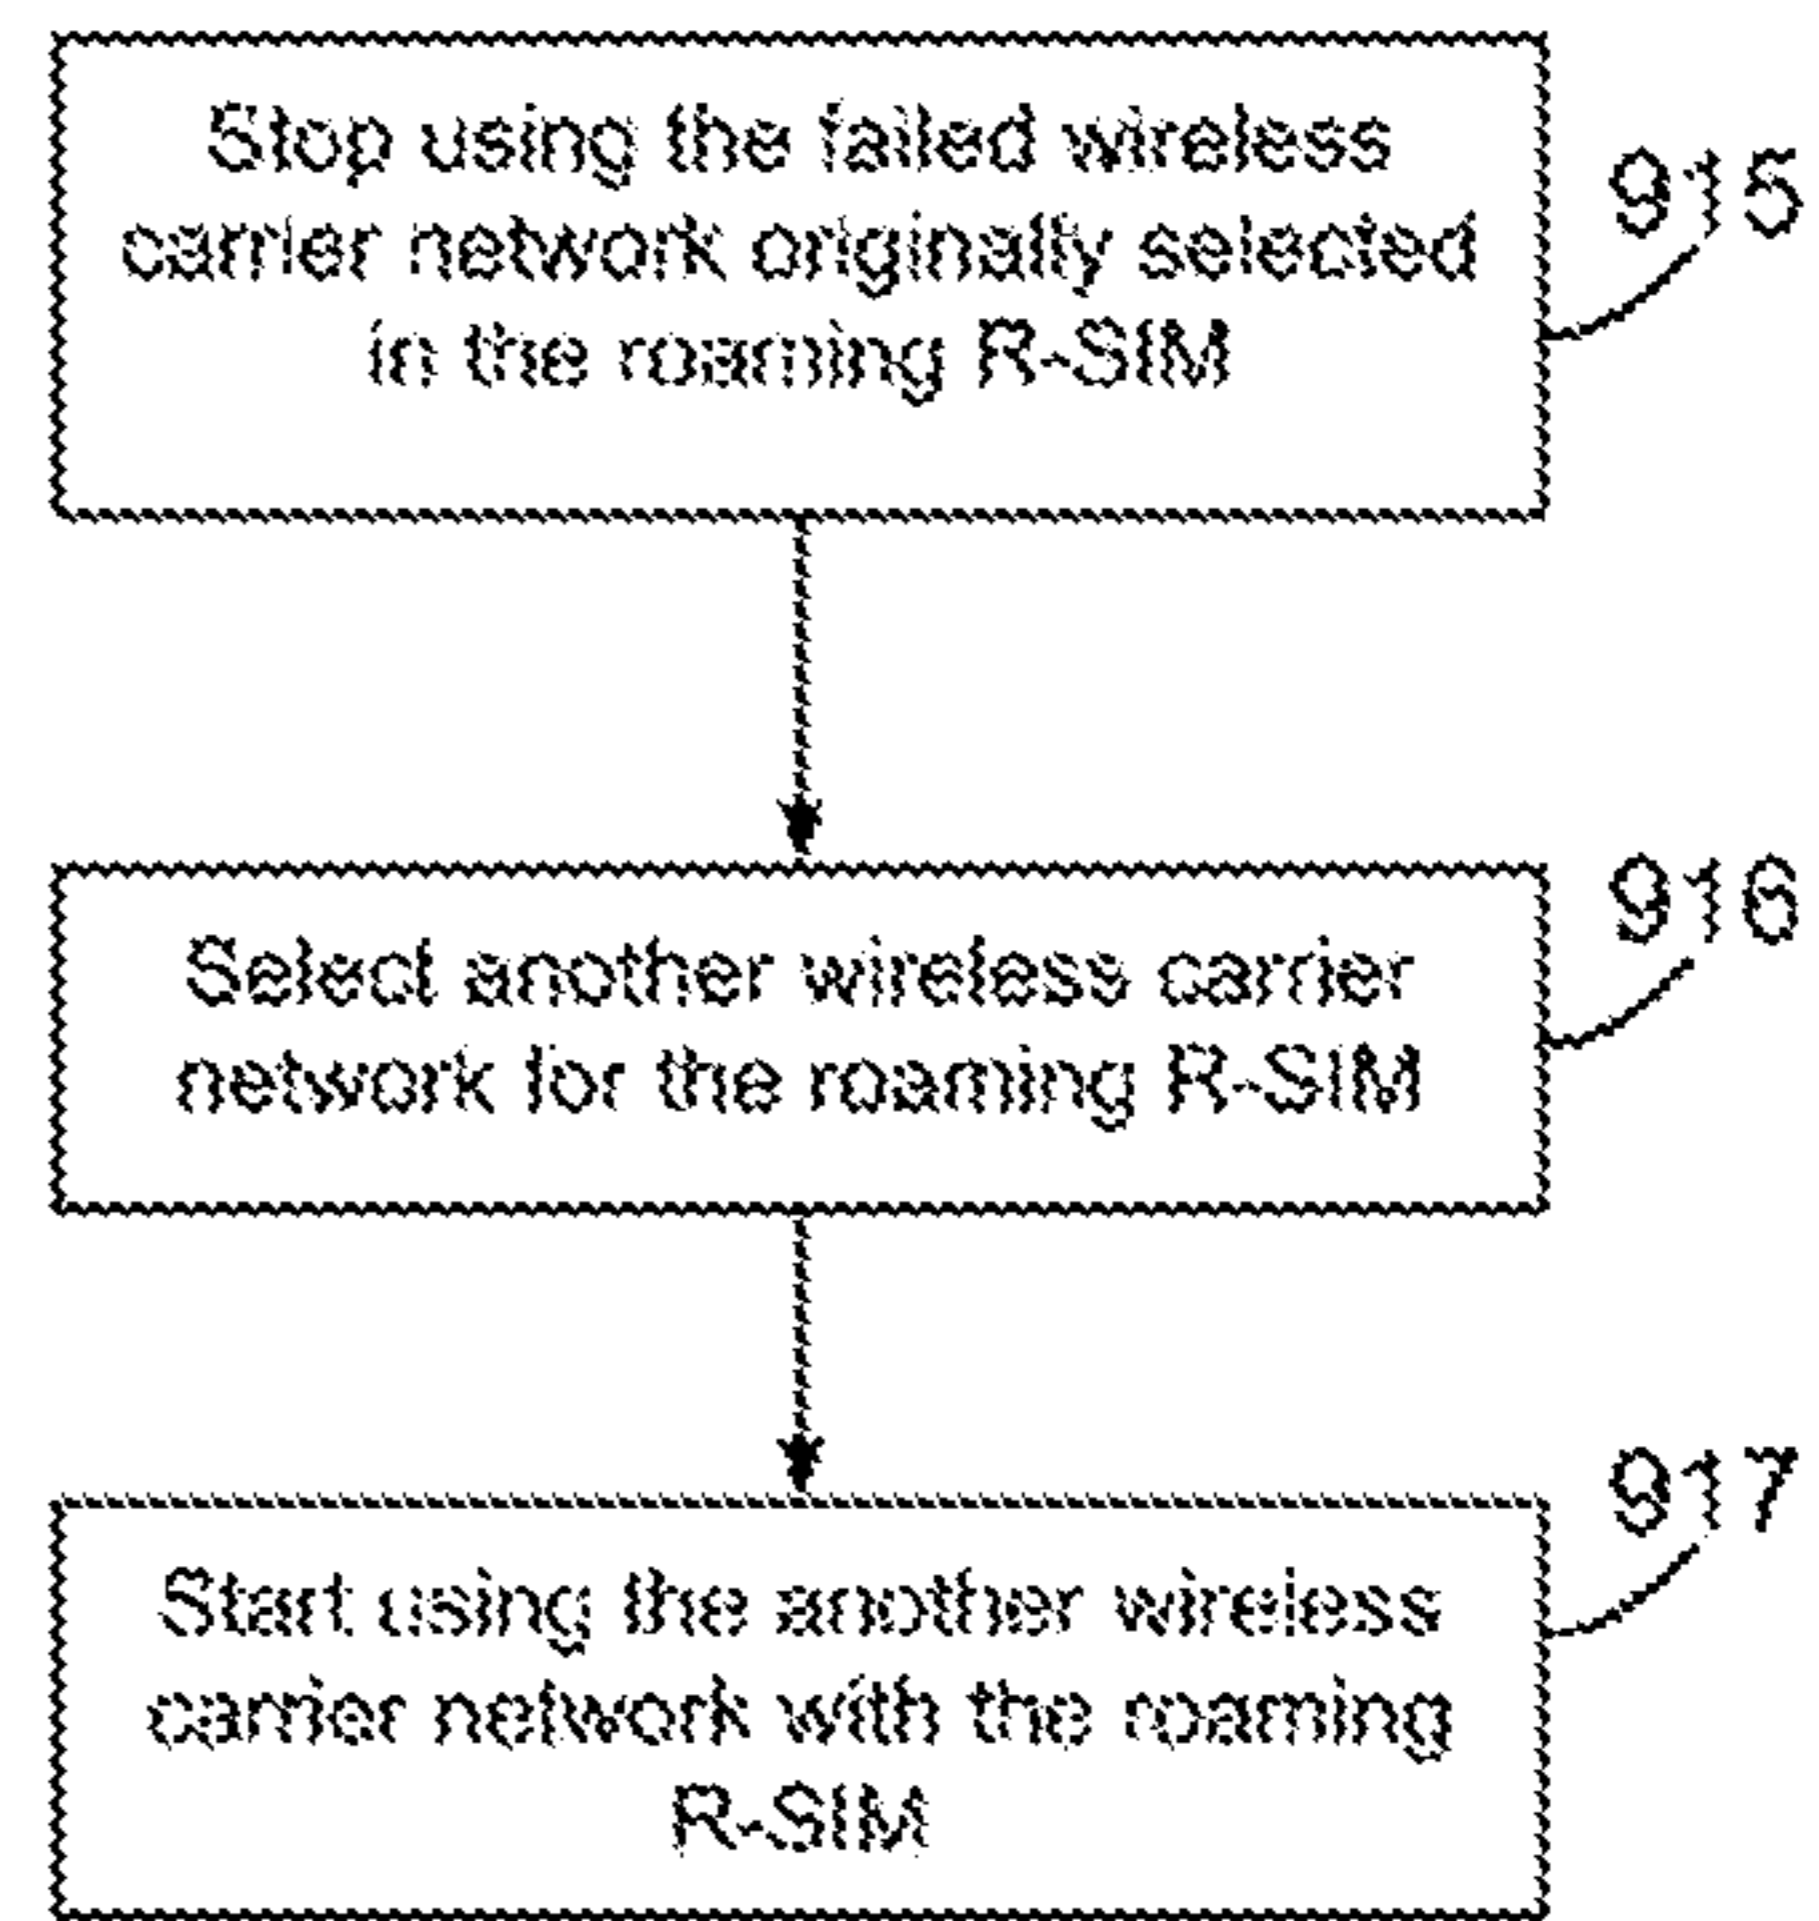 Stop using the failed wireless
carrier network originally selected
in the roaming R-SIM
915
Select another wireless carrier
network for the roaming R-SIM
916
Start using the another wireless
carrier network with the roaming
R-SIM
917